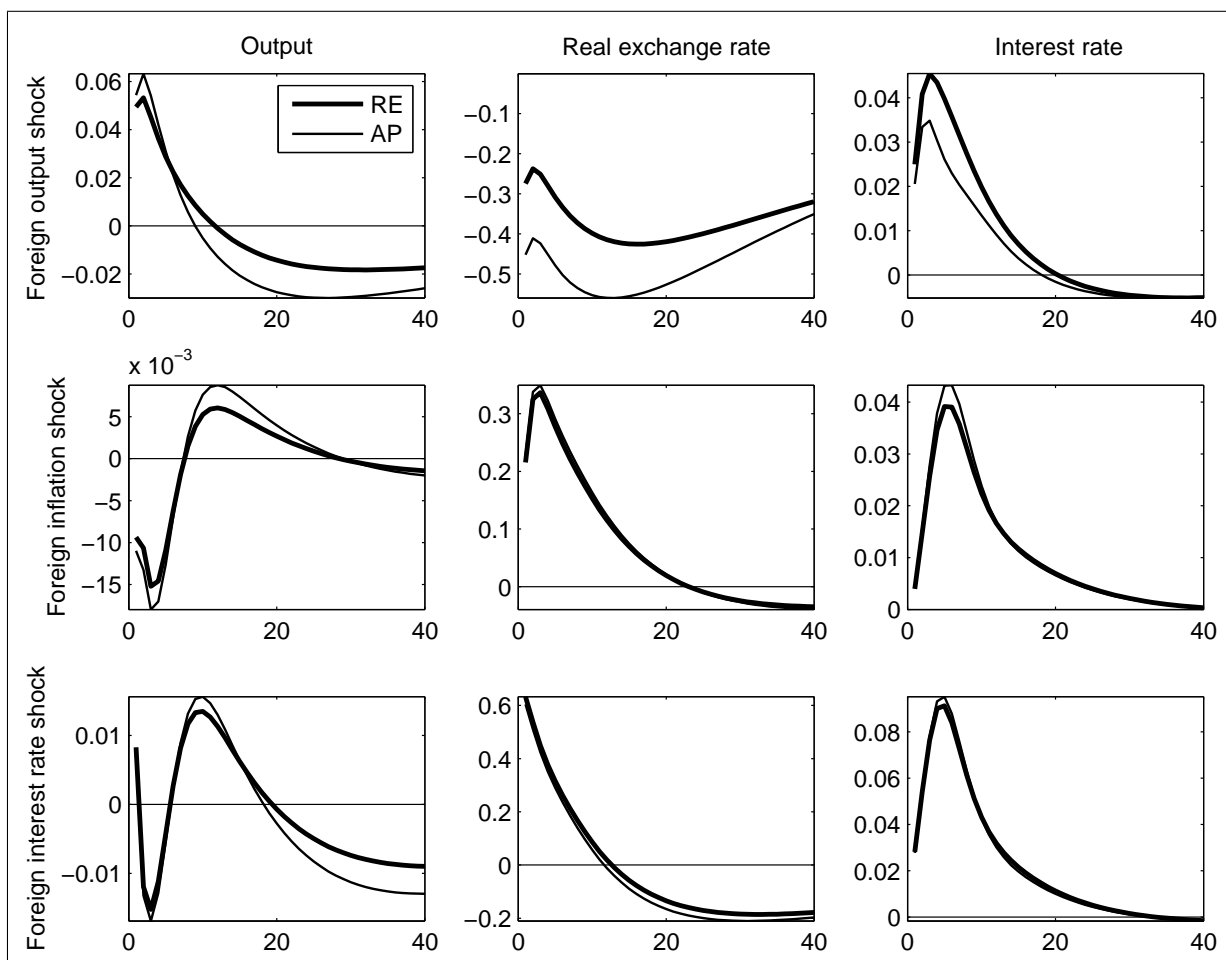 Output Real exchange rate Interest rate
Foreign output shock
0.06
0.04
0.02
0
−0.02
0 20 40
RE
AP
−0.1
−0.2
−0.3
−0.4
−0.5
0 20 40
0.04
0.03
0.02
0.01
0
0 20 40
Foreign inflation shock
x 10−3
5
0
−5
−10
−15
0 20 40
0.3
0.2
0.1
0
0 20 40
0.04
0.03
0.02
0.01
0
0 20 40
Foreign interest rate shock
0.01
0
−0.01
0 20 40
0.6
0.4
0.2
0
−0.2
0 20 40
0.08
0.06
0.04
0.02
0
0 20 40